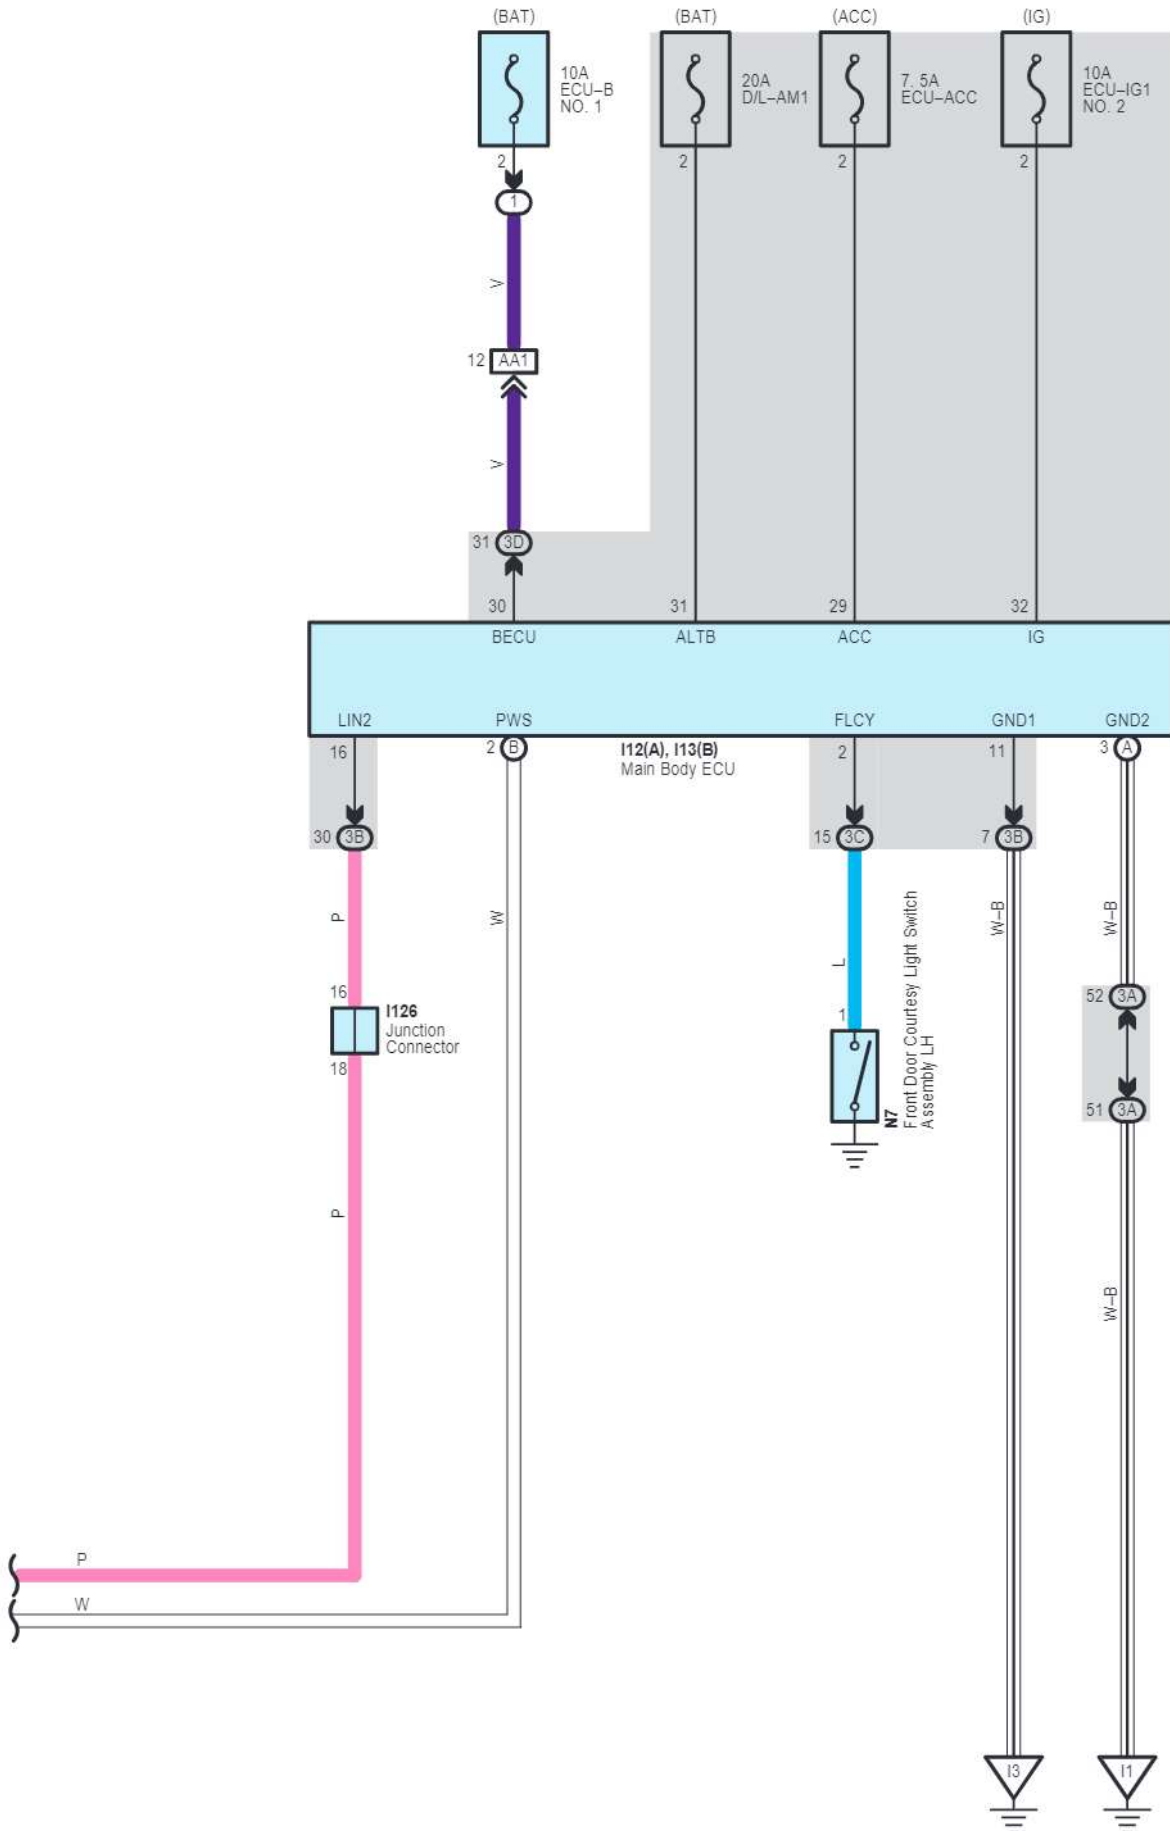 (BAT)
(BAT)
(ACC)
(IG)
10A
ECU–B
NO. 1
20A
D/L–AM1
7. 5A
ECU–ACC
10A
ECU–IG1
NO. 2
2
2
2
2
1
V
12
AA1
V
31
3D
30
31
29
32
BECU
ALTB
ACC
IG
LIN2
PWS
FLCY
GND1
GND2
16
2
B
I12(A), I13(B)
Main Body ECU
2
11
3
A
30
3B
15
3C
7
3B
P
W
L
W–B
W–B
Front Door Courtesy Light Switch
Assembly LH
N7
16
I126
Junction
Connector
18
1
52
3A
51
3A
P
W–B
P
W
I3
I1